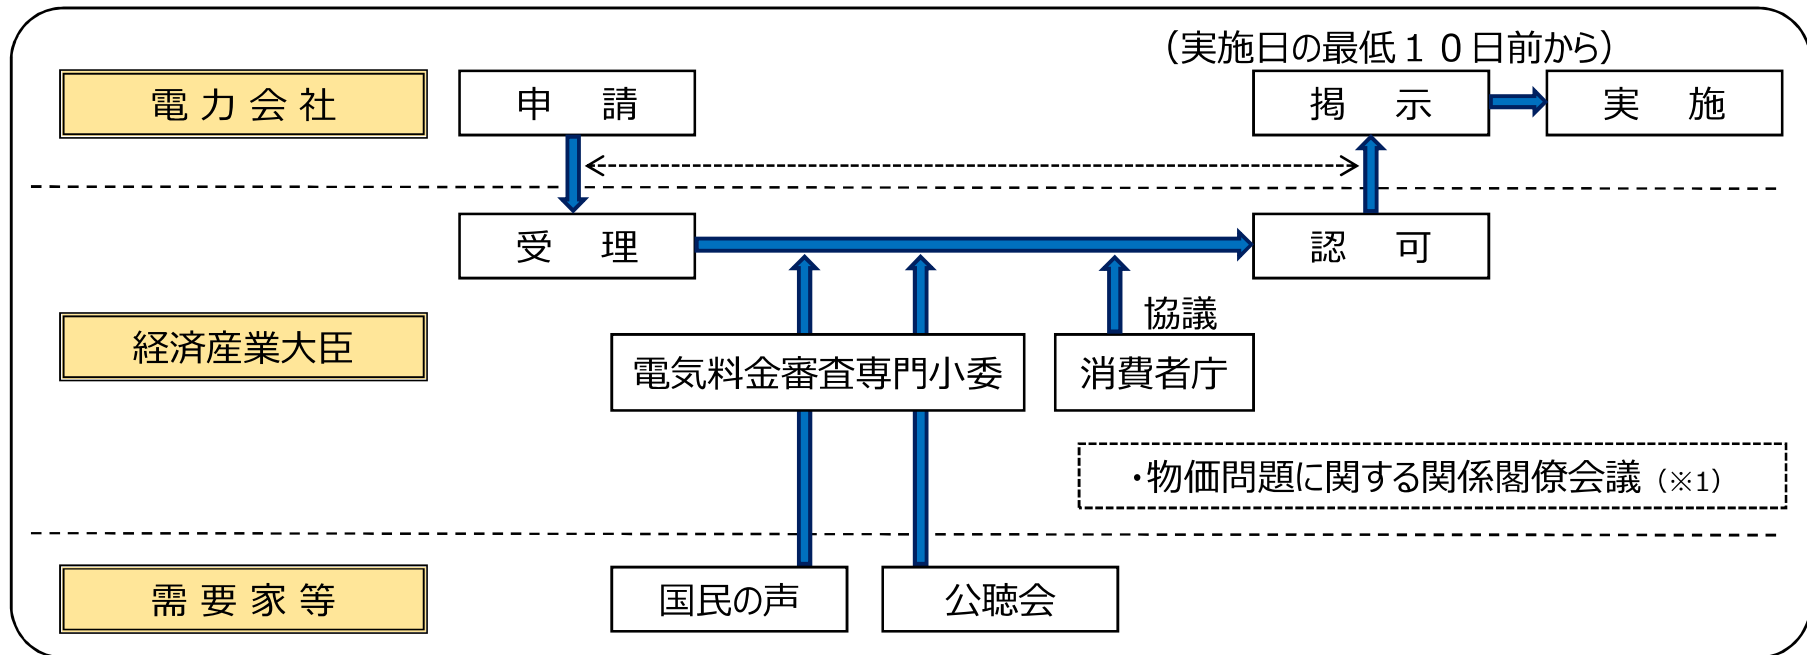 （実施日の最低１０日前から）
電力会社
申請
掲示
実施
受理
認可
経済産業大臣
協議
電気料金審査専門小委
消費者庁
・物価問題に関する関係閣僚会議（※1）
需要家等
国民の声
公聴会